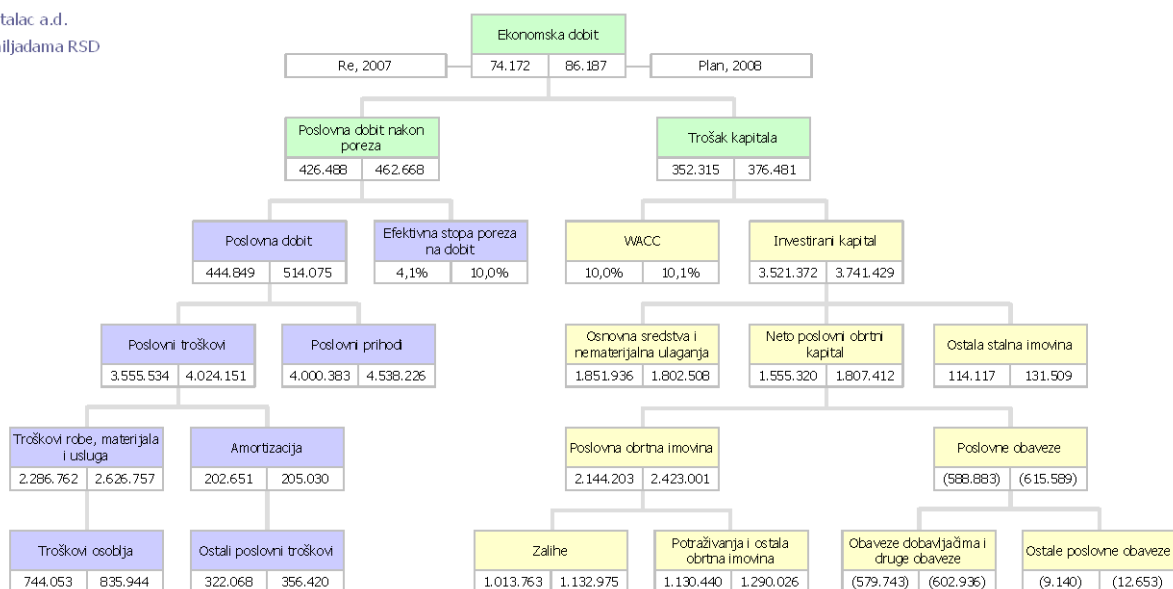 talac a.d.
iljadama RSD
Ekonomska dobit
Re, 2007 74.172 86.187 Plan, 2008
Poslovna dobit nakon
poreza
426.488 462.668
Trošak kapitala
352.315 376.481
Poslovna dobit
444.849 514.075
Efektivna stopa poreza
na dobit
4,1% 10,0%
WACC
10,0% 10,1%
Investirani kapital
3.521.372 3.741.429
Poslovni troškovi
3.555.534 4.024.151
Poslovni prihodi
4.000.383 4.538.226
Osnovna sredstva i
nematerijalna ulaganja
1.851.936 1.802.508
Neto poslovni obrtni
kapital
1.555.320 1.807.412
Ostala stalna imovina
114.117 131.509
Troškovi robe, materijala
i usluga
2.286.762 2.626.757
Amortizacija
202.651 205.030
Poslovna obrtna imovina
2.144.203 2.423.001
Poslovne obaveze
(588.883) (615.589)
Troškovi osoblja
744.053 835.944
Ostali poslovni troškovi
322.068 356.420
Zalihe
1.013.763 1.132.975
Potraživanja i ostala
obrtna imovina
1.130.440 1.290.026
Obaveze dobavljačima i
druge obaveze
(579.743) (602.936)
Ostale poslovne obaveze
(9.140) (12.653)